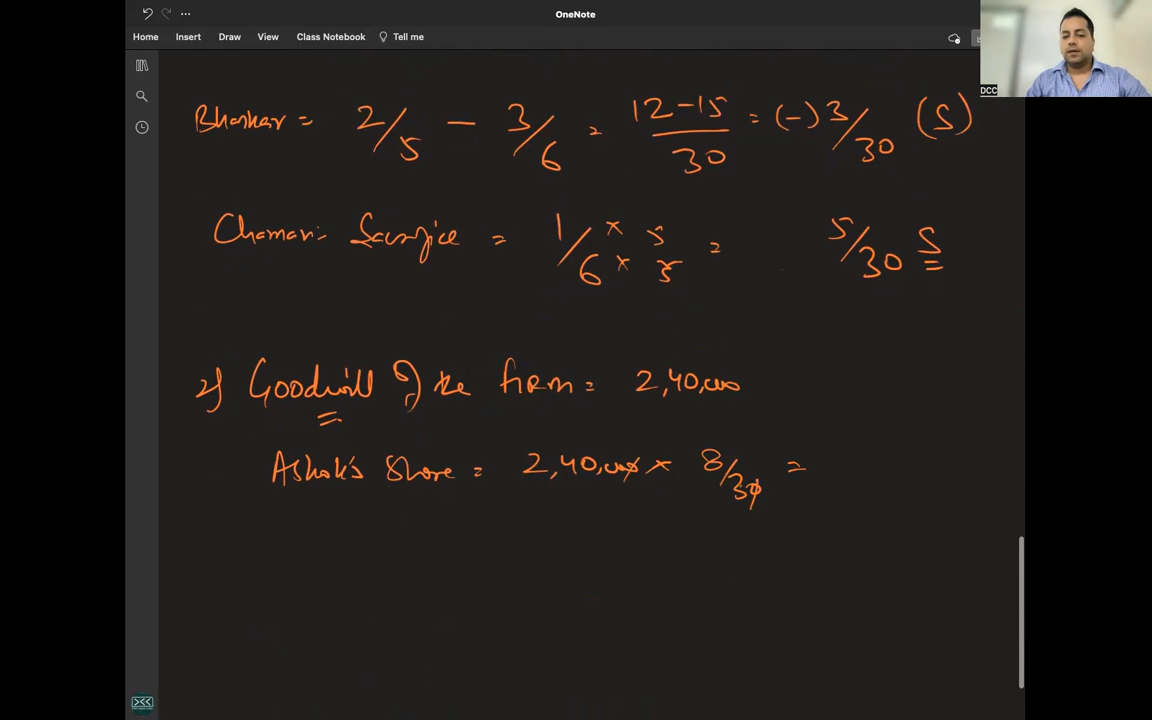 OneNote
Home Insert Draw View Class Notebook Tell me
DCC
Bhaskar = 2/5 - 3/6 = 12-15/30 = (-) 3/30 (S)
Chaman: Sacrifice = 1/6 × 5 × 5 = 5/30 S
2) Goodwill of the firm = 2,40,000
Ashok's Share = 2,40,000 × 8/30 =